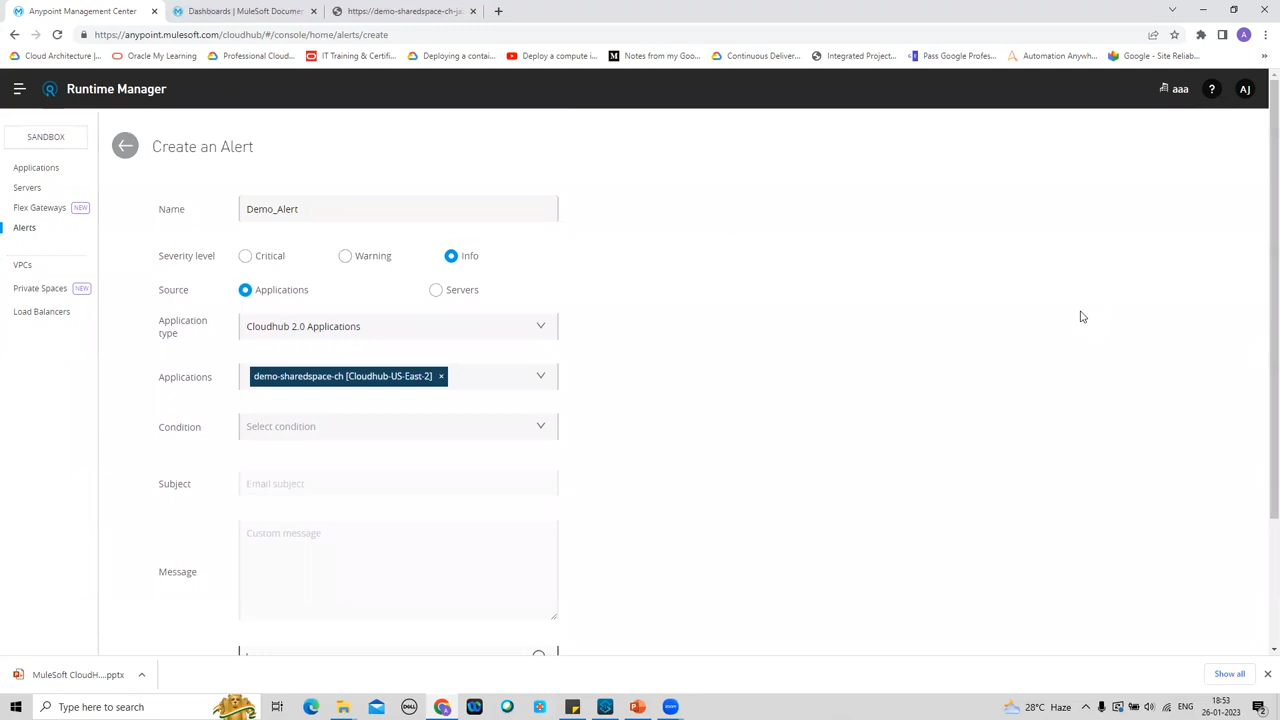 Anypoint Management Center
Dashboards | MuleSoft Documen
https://demo-sharedspace-ch-ja
https://anypoint.mulesoft.com/cloudhub/#/console/home/alerts/create
A
Cloud Architecture |...
Oracle My Learning
Professional Cloud...
IT Training & Certifi...
Deploying a contai...
Deploy a compute i...
Notes from my Goo...
Continuous Deliver...
Integrated Project...
Pass Google Profes...
Automation Anywh...
Google - Site Reliab...
»
Runtime Manager
aaa
?
AJ
SANDBOX
Applications
Servers
Flex Gateways NEW
Alerts
VPCs
Private Spaces NEW
Load Balancers
Create an Alert
Name
Demo_Alert
Severity level
Critical
Warning
Info
Source
Applications
Servers
Application
type
Cloudhub 2.0 Applications
Applications
demo-sharedspace-ch [Cloudhub-US-East-2] ×
Condition
Select condition
Subject
Email subject
Message
Custom message
MuleSoft CloudH....pptx
Show all
Type here to search
DELL
28°C Haze
ENG
18:53
26-01-2023
2